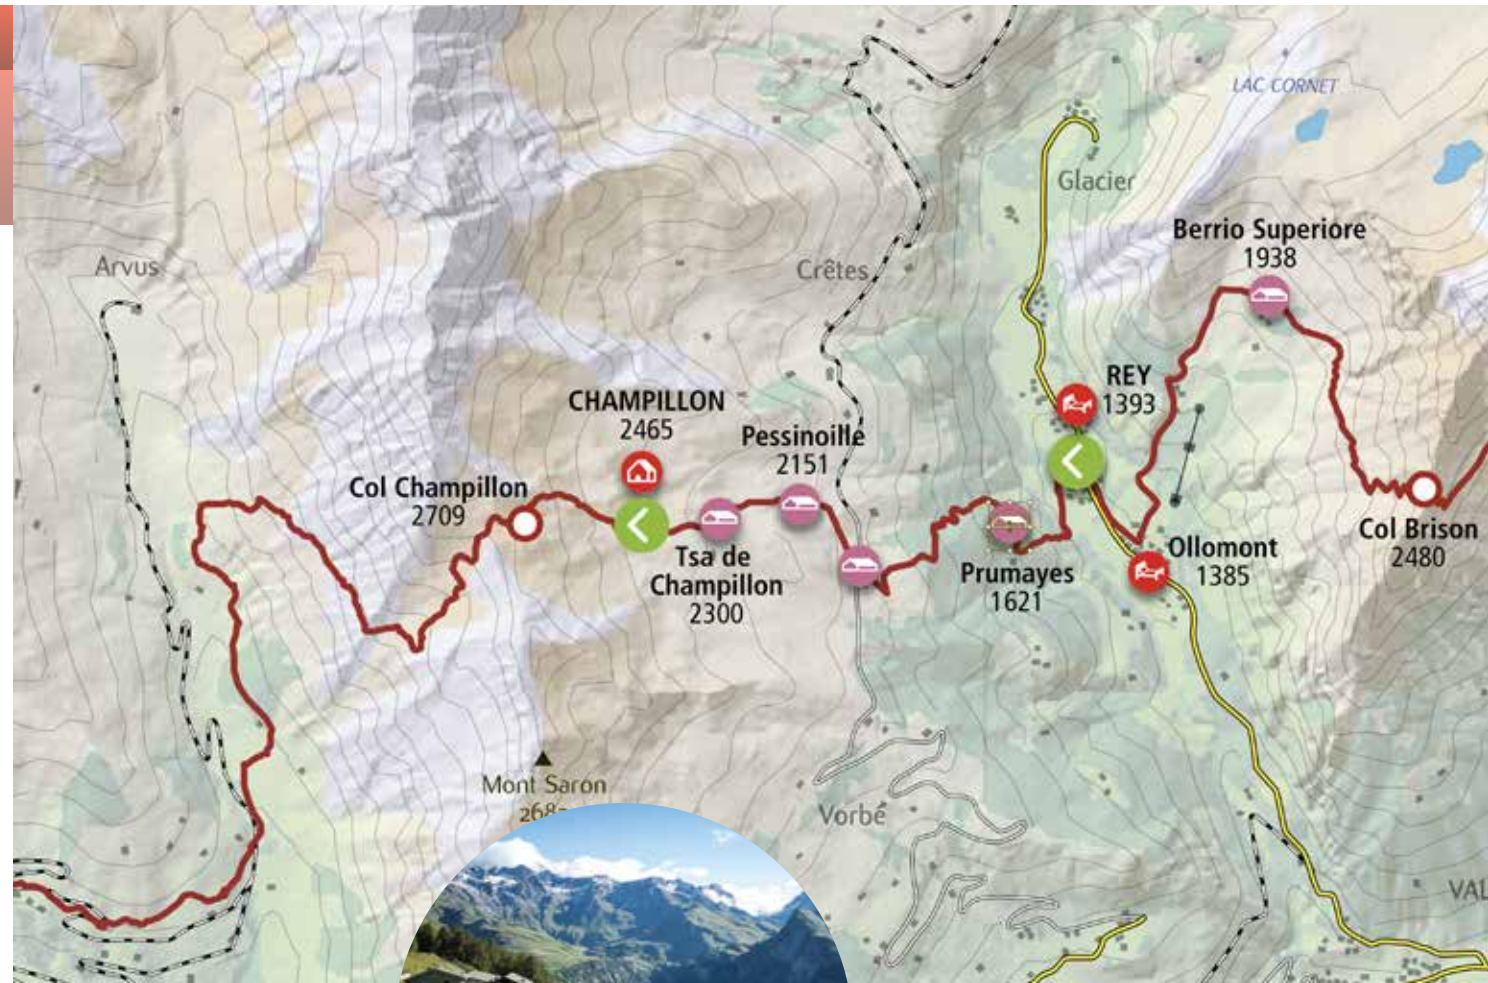 LAC CORNET
Glacier
Berrio Superiore
1938
Arvus
Crêtes
REY
1393
CHAMPILLON
2465
Pessinoille
2151
Col Champillon
2709
Tsa de
Champillon
2300
Prumayes
1621
Ollomont
1385
Col Brison
2480
Mont Saron
Vorbé
VAL